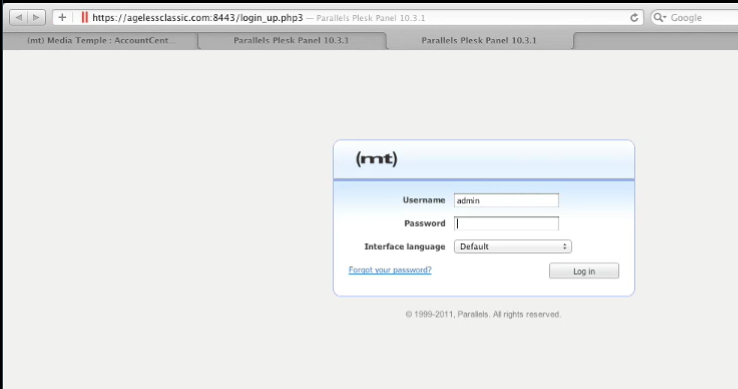 https://agelessclassic.com:8443/login_up.php3 — Parallels Plesk Panel 10.3.1
Google
(mt) Media Temple : AccountCent...
Parallels Plesk Panel 10.3.1
Parallels Plesk Panel 10.3.1
(mt)
Username admin
Password
Interface language Default
Forgot your password? Log in
© 1999-2011, Parallels. All rights reserved.